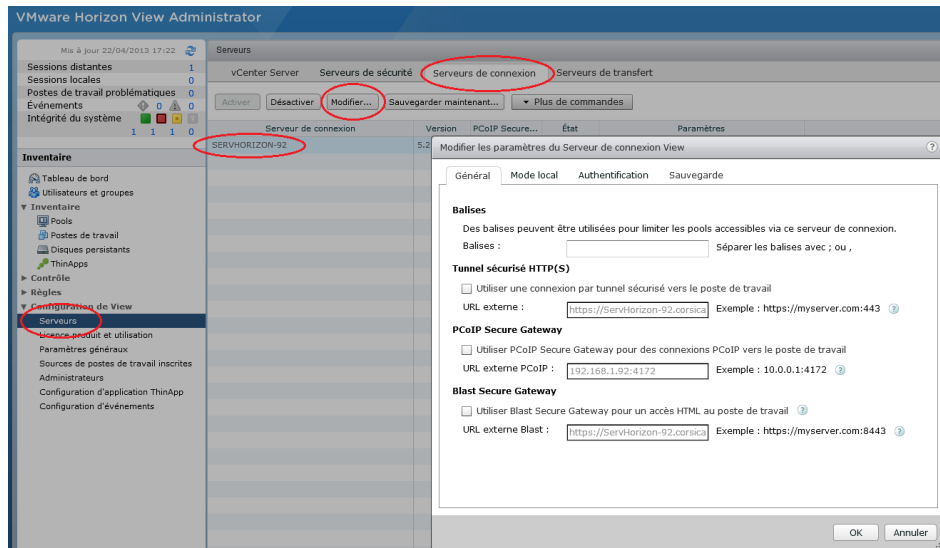 VMware Horizon View Administrator
Mis à jour 22/04/2013 17:22
Sessions distantes 1
Sessions locales 0
Postes de travail problématiques 0
Événements 0 0
Intégrité du système
1 1 1 0
Inventaire
Tableau de bord
Utilisateurs et groupes
Inventaire
Pools
Postes de travail
Disques persistants
ThinApps
Contrôle
Règles
Configuration de View
Serveurs
Licence produit et utilisation
Paramètres généraux
Sources de postes de travail inscrites
Administrateurs
Configuration d'application ThinApp
Configuration d'événements
Serveurs
vCenter Server Serveurs de sécurité Serveurs de connexion Serveurs de transfert
Activer Désactiver Modifier... Sauvegarder maintenant... Plus de commandes
Serveur de connexion Version PCoIP Secure... État Paramètres
SERVHORIZON-92 5.2
Modifier les paramètres du Serveur de connexion View ?
Général Mode local Authentification Sauvegarde
Balises
Des balises peuvent être utilisées pour limiter les pools accessibles via ce serveur de connexion.
Balises : Séparer les balises avec ; ou ,
Tunnel sécurisé HTTP(S)
Utiliser une connexion par tunnel sécurisé vers le poste de travail
URL externe : https://ServHorizon-92.corsica Exemple : https://myserver.com:443 ?
PCoIP Secure Gateway
Utiliser PCoIP Secure Gateway pour des connexions PCoIP vers le poste de travail
URL externe PCoIP : 192.168.1.92:4172 Exemple : 10.0.0.1:4172 ?
Blast Secure Gateway
Utiliser Blast Secure Gateway pour un accès HTML au poste de travail ?
URL externe Blast : https://ServHorizon-92.corsica Exemple : https://myserver.com:8443 ?
OK Annuler